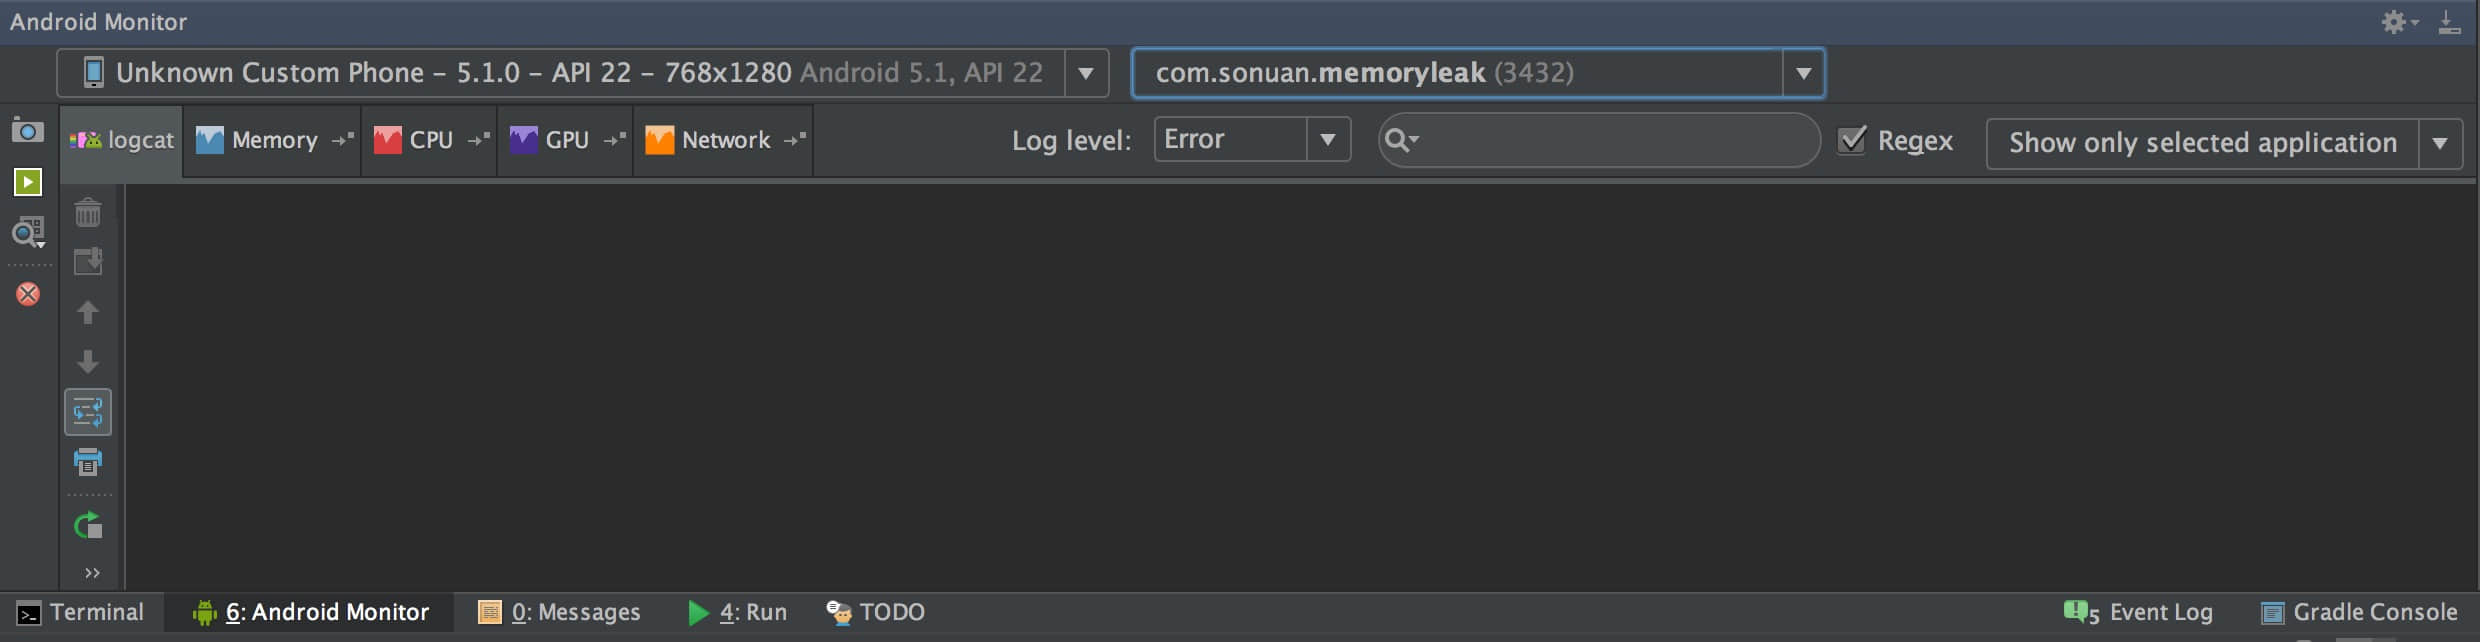 Android Monitor
Unknown Custom Phone – 5.1.0 – API 22 – 768x1280 Android 5.1, API 22
com.sonuan.memoryleak (3432)
logcat Memory CPU GPU Network Log level: Error Regex Show only selected application
Terminal 6: Android Monitor 0: Messages 4: Run TODO 5 Event Log Gradle Console